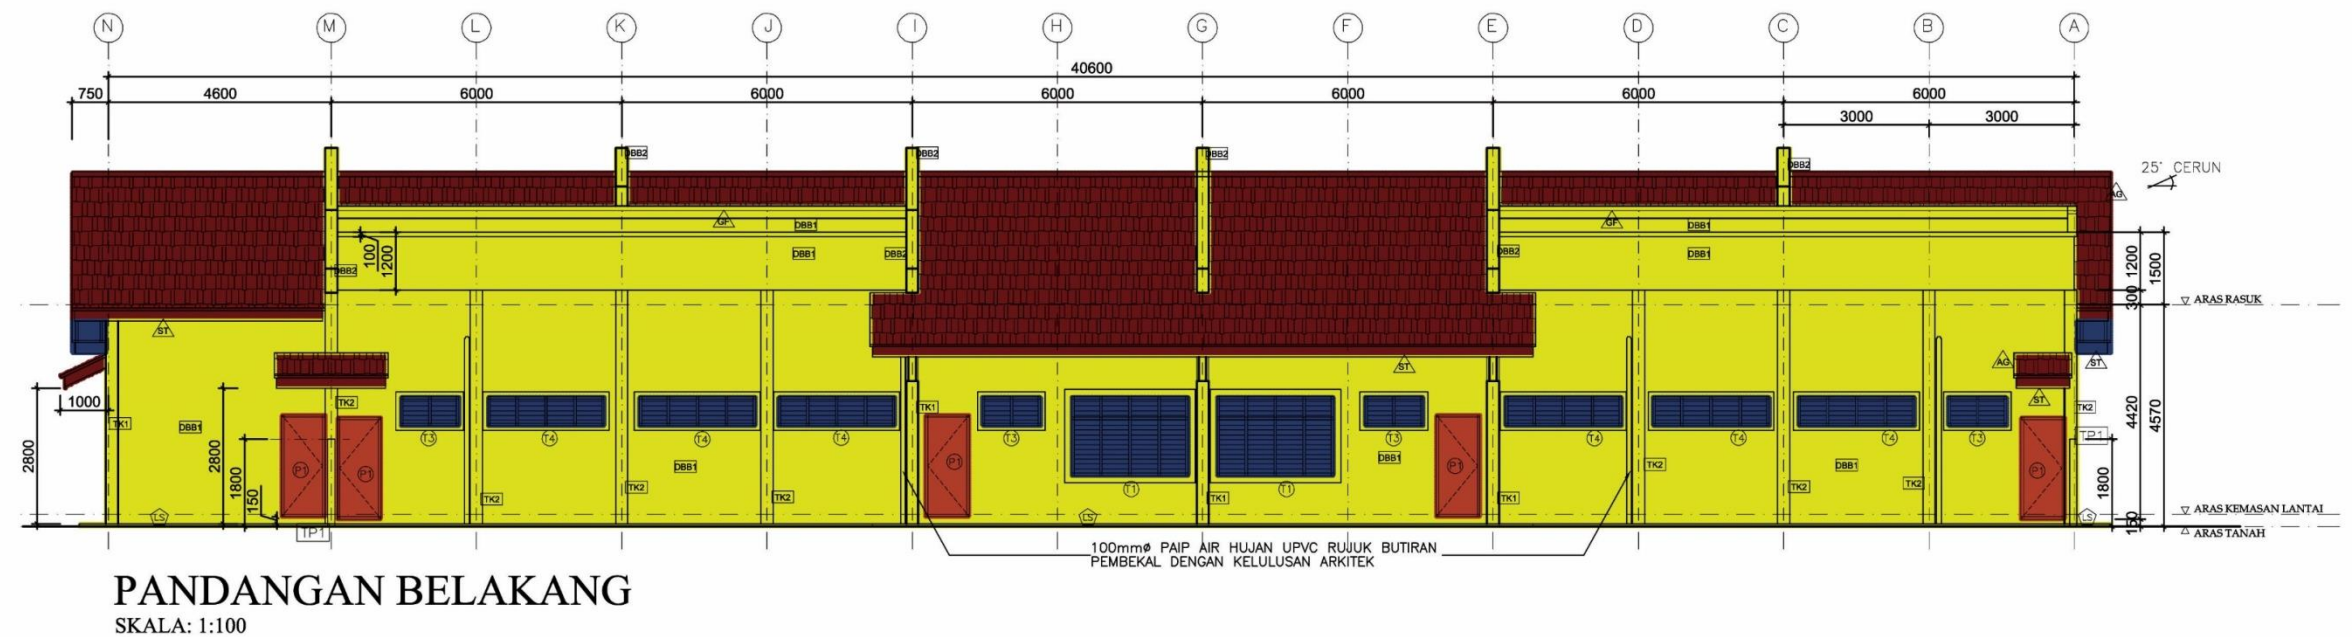 N M L K J I H G F E D C B A
40600
750 4600 6000 6000 6000 6000 6000 6000
3000 3000
DBB2 DBB2 DBB2 DBB2
25° CERUN
AG
GF DBB1 GF DBB1
100 1200 DBB1 DBB2 DBB2 DBB1 DBB2
1200 1500
300
ARAS RASUK
ST ST AG ST
1000 TK2 TK1 ST TK2
TK1 DBB1 T3 T4 T4 T4 T3 T3 T4 T4 T4 T3 TP1
4420 4570
2800 2800 1800 150
P1 P1 DBB1 P1 DBB1 P1 TK2 DBB1 P1
TK2 TK2 TK2 T1 TK1 T1 TK1 TK2 TK2
1800 150
LS LS LS
ARAS KEMASAN LANTAI
TP1
ARAS TANAH
100mmø PAIP AIR HUJAN UPVC RUJUK BUTIRAN
PEMBEKAL DENGAN KELULUSAN ARKITEK
PANDANGAN BELAKANG
SKALA: 1:100